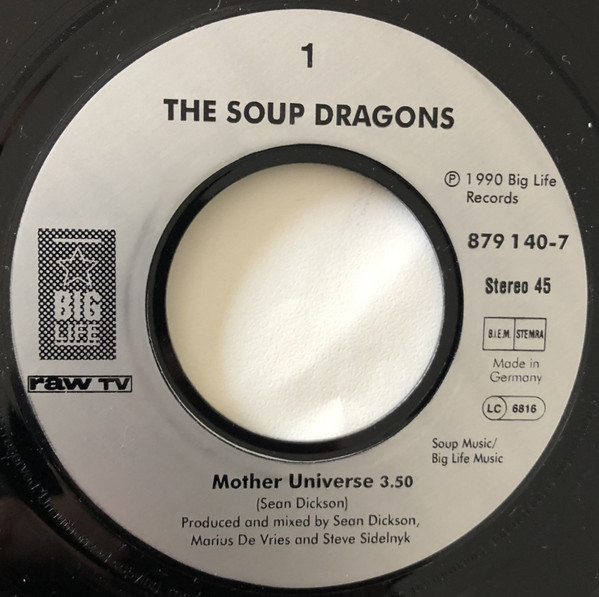 1
THE SOUP DRAGONS
℗ 1990 Big Life
Records
879 140-7
Stereo 45
B.I.E.M. STEMRA
Made in
Germany
LC 6816
BIG
LIFE
raw TV
Soup Music/
Big Life Music
Mother Universe 3.50
(Sean Dickson)
Produced and mixed by Sean Dickson,
Marius De Vries and Steve Sidelnyk